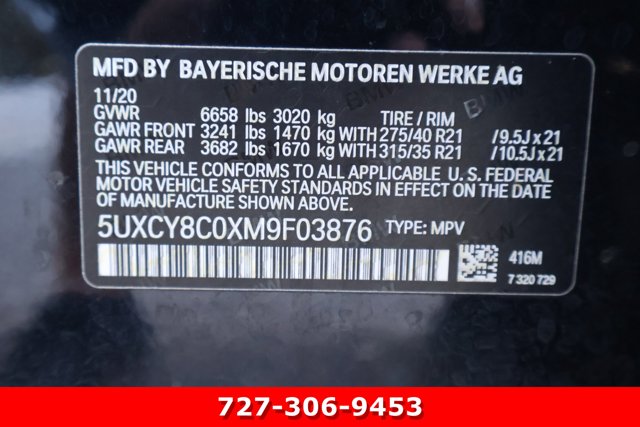 MFD BY BAYERISCHE MOTOREN WERKE AG
11/20
GVWR 6658 lbs 3020 kg TIRE / RIM
GAWR FRONT 3241 lbs 1470 kg WITH 275/40 R21 /9.5J x 21
GAWR REAR 3682 lbs 1670 kg WITH 315/35 R21 /10.5J x 21
THIS VEHICLE CONFORMS TO ALL APPLICABLE U. S. FEDERAL
MOTOR VEHICLE SAFETY STANDARDS IN EFFECT ON THE DATE
OF MANUFACTURE SHOWN ABOVE.
5UXCY8C0XM9F03876 TYPE: MPV
416M
7 320 729
727-306-9453